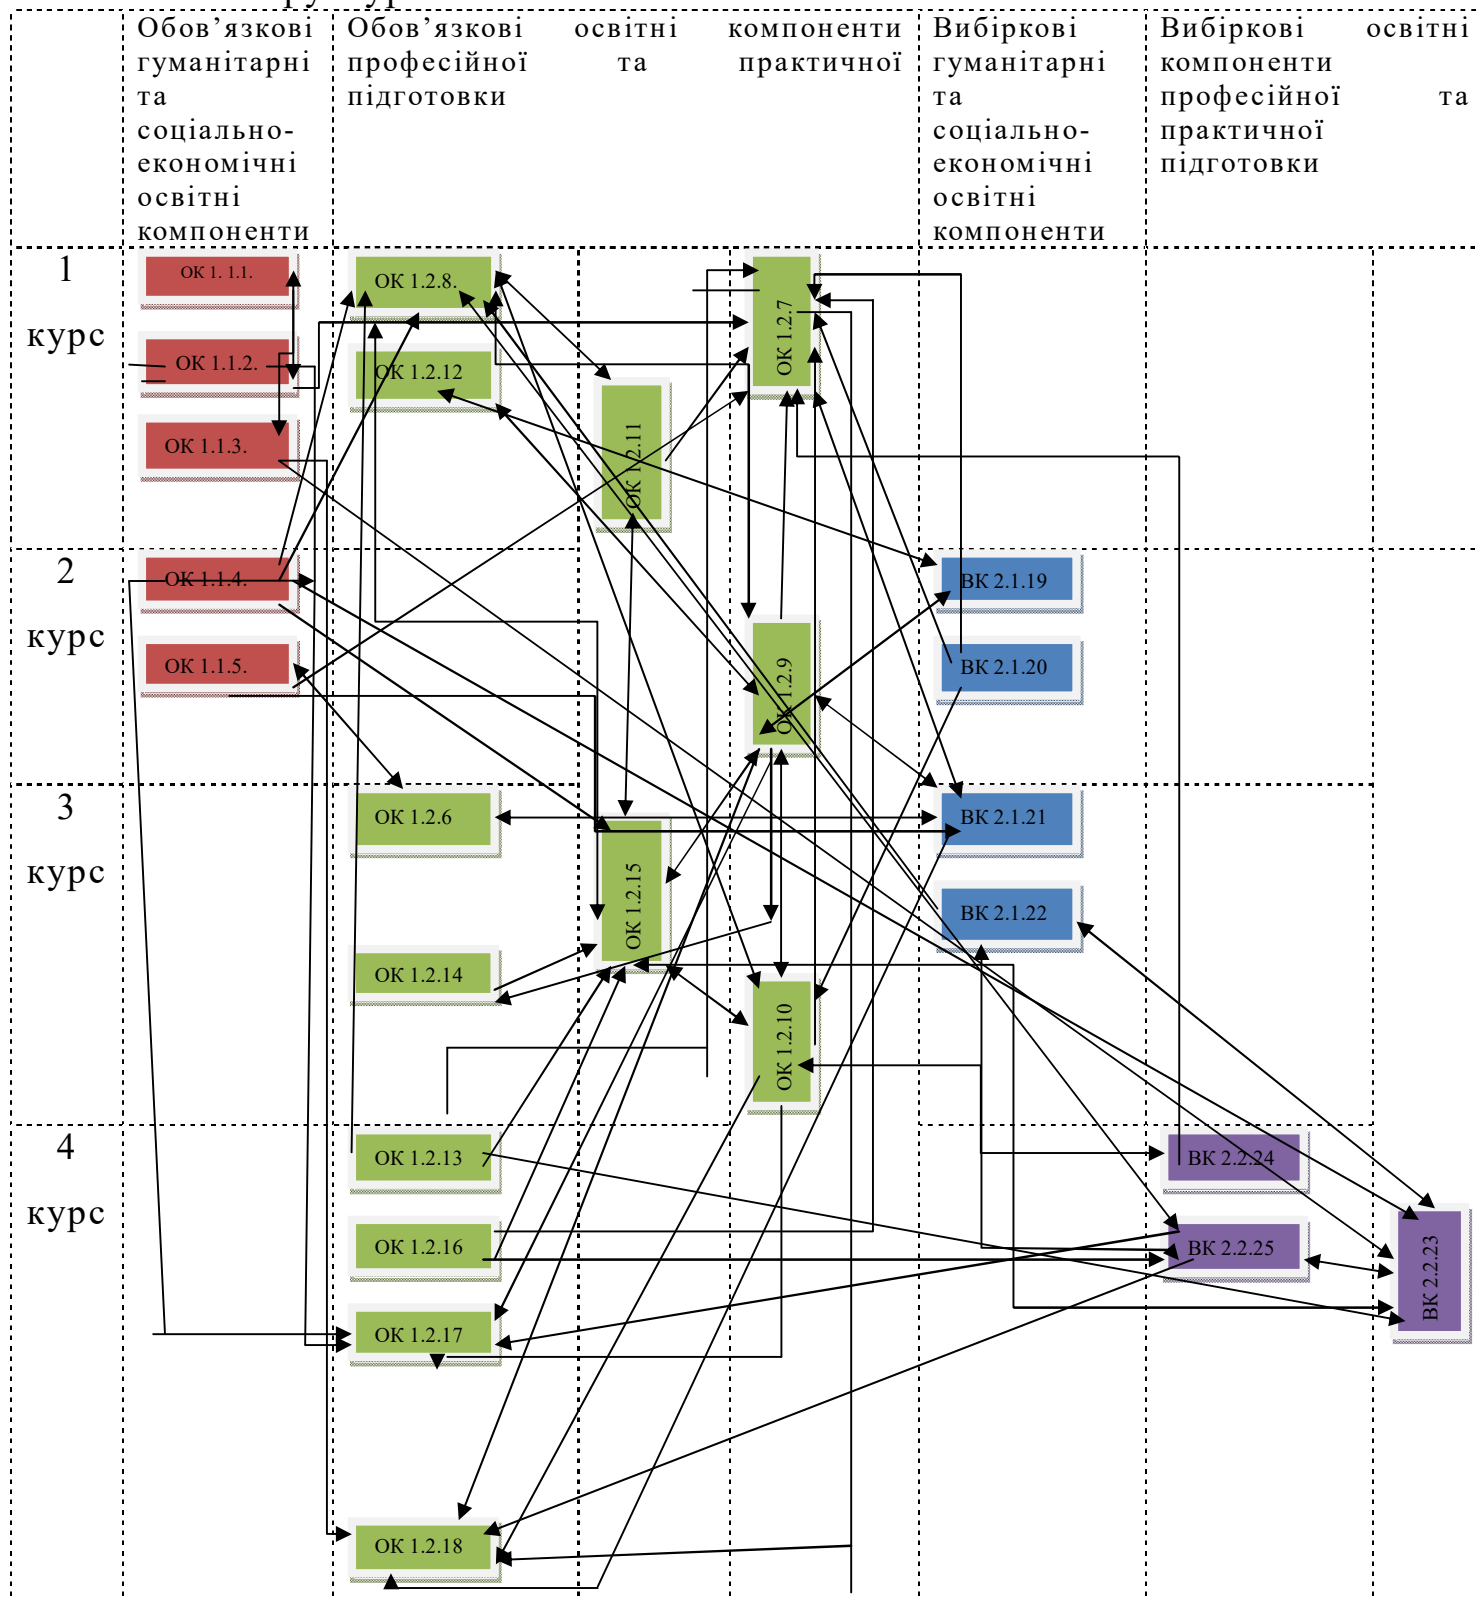 Обов’язкові
гуманітарні
та
соціально-
економічні
освітні
компоненти
Обов’язкові освітні компоненти
професійної та практичної
підготовки
Вибіркові
гуманітарні
та
соціально-
економічні
освітні
компоненти
Вибіркові освітні
компоненти
професійної та
практичної
підготовки
1
курс
ОК 1. 1.1.
ОК 1.1.2.
ОК 1.1.3.
ОК 1.2.8.
ОК 1.2.12
ОК 1.2.11
ОК 1.2.7
2
курс
ОК 1.1.4.
ОК 1.1.5.
ОК 1.2.9
ВК 2.1.19
ВК 2.1.20
3
курс
ОК 1.2.6
ОК 1.2.14
ОК 1.2.15
ОК 1.2.10
ВК 2.1.21
ВК 2.1.22
4
курс
ОК 1.2.13
ОК 1.2.16
ОК 1.2.17
ОК 1.2.18
ВК 2.2.24
ВК 2.2.25
ВК 2.2.23